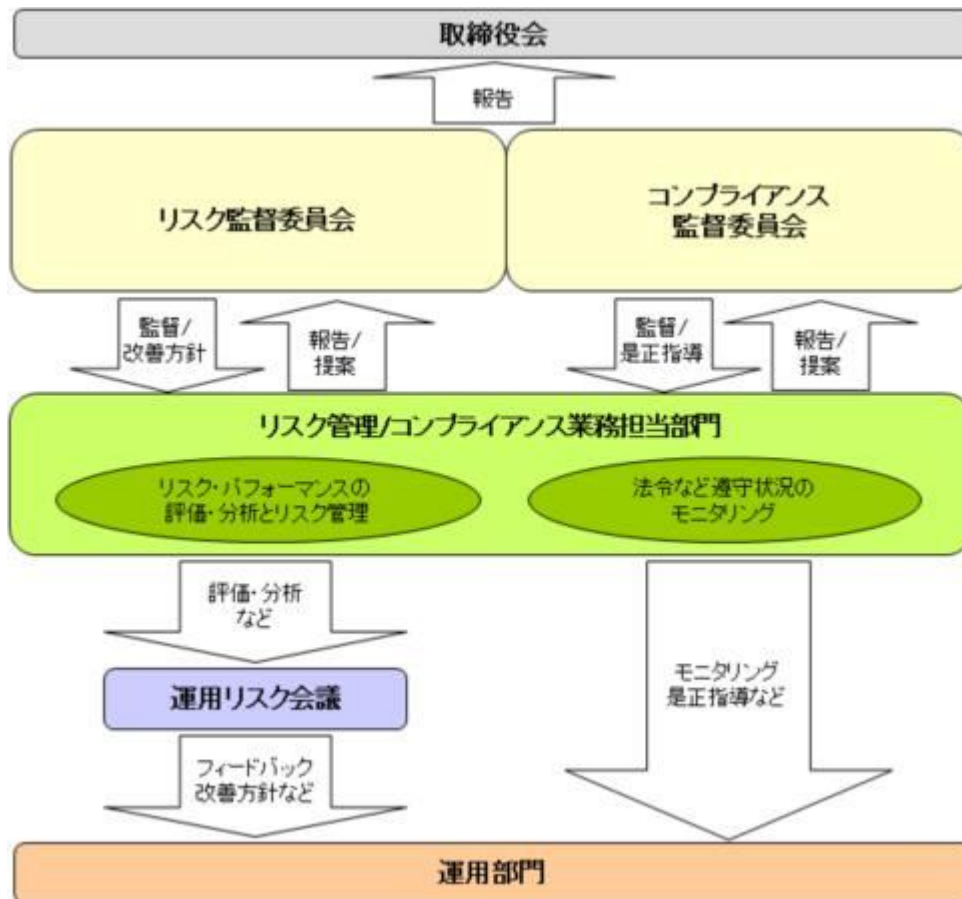 取締役会
報告
リスク監督委員会
コンプライアンス
監督委員会
監督/
改善方針
報告/
提案
監督/
是正指導
報告/
提案
リスク管理/コンプライアンス業務担当部門
リスク・パフォーマンスの
評価・分析とリスク管理
法令など遵守状況の
モニタリング
評価・分析
など
運用リスク会議
モニタリング
是正指導など
フィードバック
改善方針など
運用部門